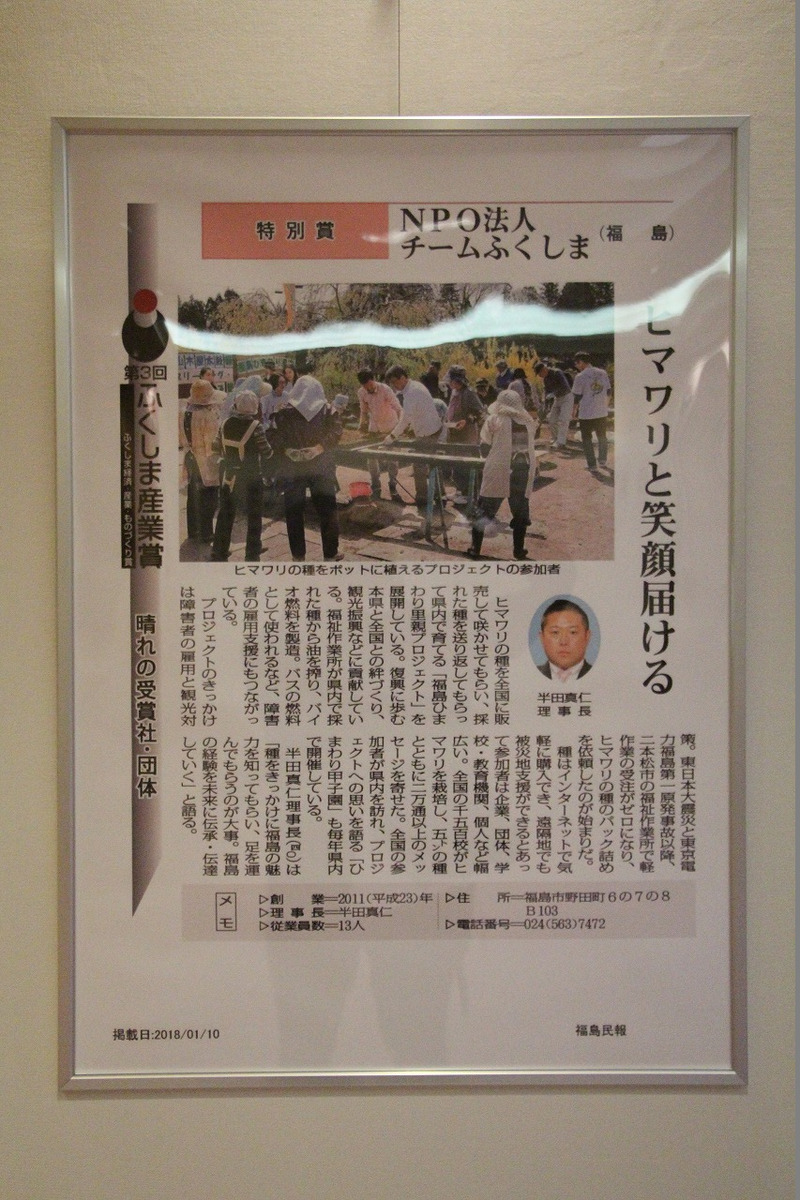 特別賞
NPO法人
チームふくしま
（福　島）
ヒマワリと笑顔届ける
第3回
ふくしま産業賞
ふくしま経済 産業 ものづくり賞
晴れの受賞社・団体
ヒマワリの種をポットに植えるプロジェクトの参加者
半田真仁
理事長
ヒマワリの種を全国に販
売して咲かせてもらい、採
れた種を送り返してもらっ
て県内で育てる「福島ひま
わり里親プロジェクト」を
展開している。復興に歩む
本県と全国との絆づくり、
観光振興などに貢献してい
る。福祉作業所が県内で採
れた種から油を搾り、バイ
オ燃料を製造。バスの燃料
として使われるなど、障害
者の雇用支援にもつながっ
ている。
プロジェクトのきっかけ
は障害者の雇用と観光対
策。東日本大震災と東京電
力福島第一原発事故以降、
二本松市の福祉作業所で軽
作業の受注がゼロになり、
ヒマワリの種のパック詰め
を依頼したのが始まりだ。
種はインターネットで気
軽に購入でき、遠隔地でも
被災地支援ができるとあっ
て参加者は企業、団体、学
校・教育機関、個人など幅
広い。全国の千五百校がヒ
マワリを栽培し、五㌧の種
とともに二万通以上のメッ
セージを寄せた。全国の参
加者が県内を訪れ、プロジ
ェクトへの思いを語る「ひ
まわり甲子園」も毎年県内
で開催している。
半田真仁理事長(40)は
「種をきっかけに福島の魅
力を知ってもらい、足を運
んでもらうのが大事。福島
の経験を未来に伝承・伝達
していく」と語る。
メモ
▷創　業＝2011(平成23)年
▷理事長＝半田真仁
▷従業員数＝13人
▷住　所＝福島市野田町6の7の8
B103
▷電話番号＝024(563)7472
掲載日:2018/01/10
福島民報